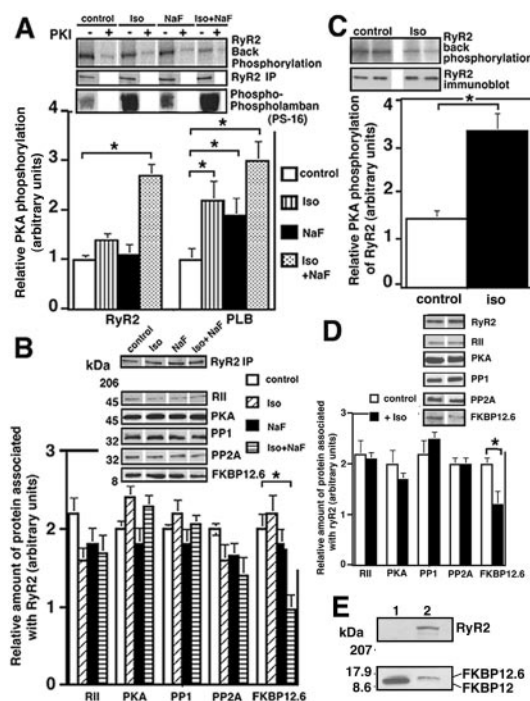 A
control Iso NaF Iso+NaF
PKI - + - + - + - +
RyR2
Back
Phosphorylation
RyR2 IP
Phospho-
Phospholamban
(PS-16)
Relative PKA phopshorylation
(arbitrary units)
4
3
2
1
0
* * * *
control
Iso
NaF
Iso
+NaF
RyR2 PLB
B
control Iso NaF Iso+NaF
kDa
RyR2 IP
206
45 RII
45 PKA
32 PP1
32 PP2A
8 FKBP12.6
control
Iso
NaF
Iso+NaF
Relative amount of protein associated
with RyR2 (arbitrary units)
3
2
1
0
*
RII PKA PP1 PP2A FKBP12.6
C
control Iso
RyR2
back
phosphorylation
RyR2
immunoblot
Relative PKA phosphorylation
of RyR2 (arbitrary units)
4
3
2
1
0
*
control iso
D
RyR2
RII
PKA
PP1
PP2A
FKBP12.6
control
+ Iso
Relative amount of protein associated
with ryR2 (arbitrary units)
3
2
1
0
*
RII PKA PP1 PP2A FKBP12.6
E
1 2
kDa
RyR2
207
17.9 FKBP12.6
8.6 FKBP12